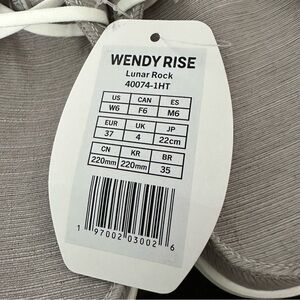 WENDY RISE
Lunar Rock
40074-1HT
US CAN ES
W6 F6 M6
EUR UK JP
37 4 22cm
CN KR BR
220mm 220mm 35
1 97002 03002 6